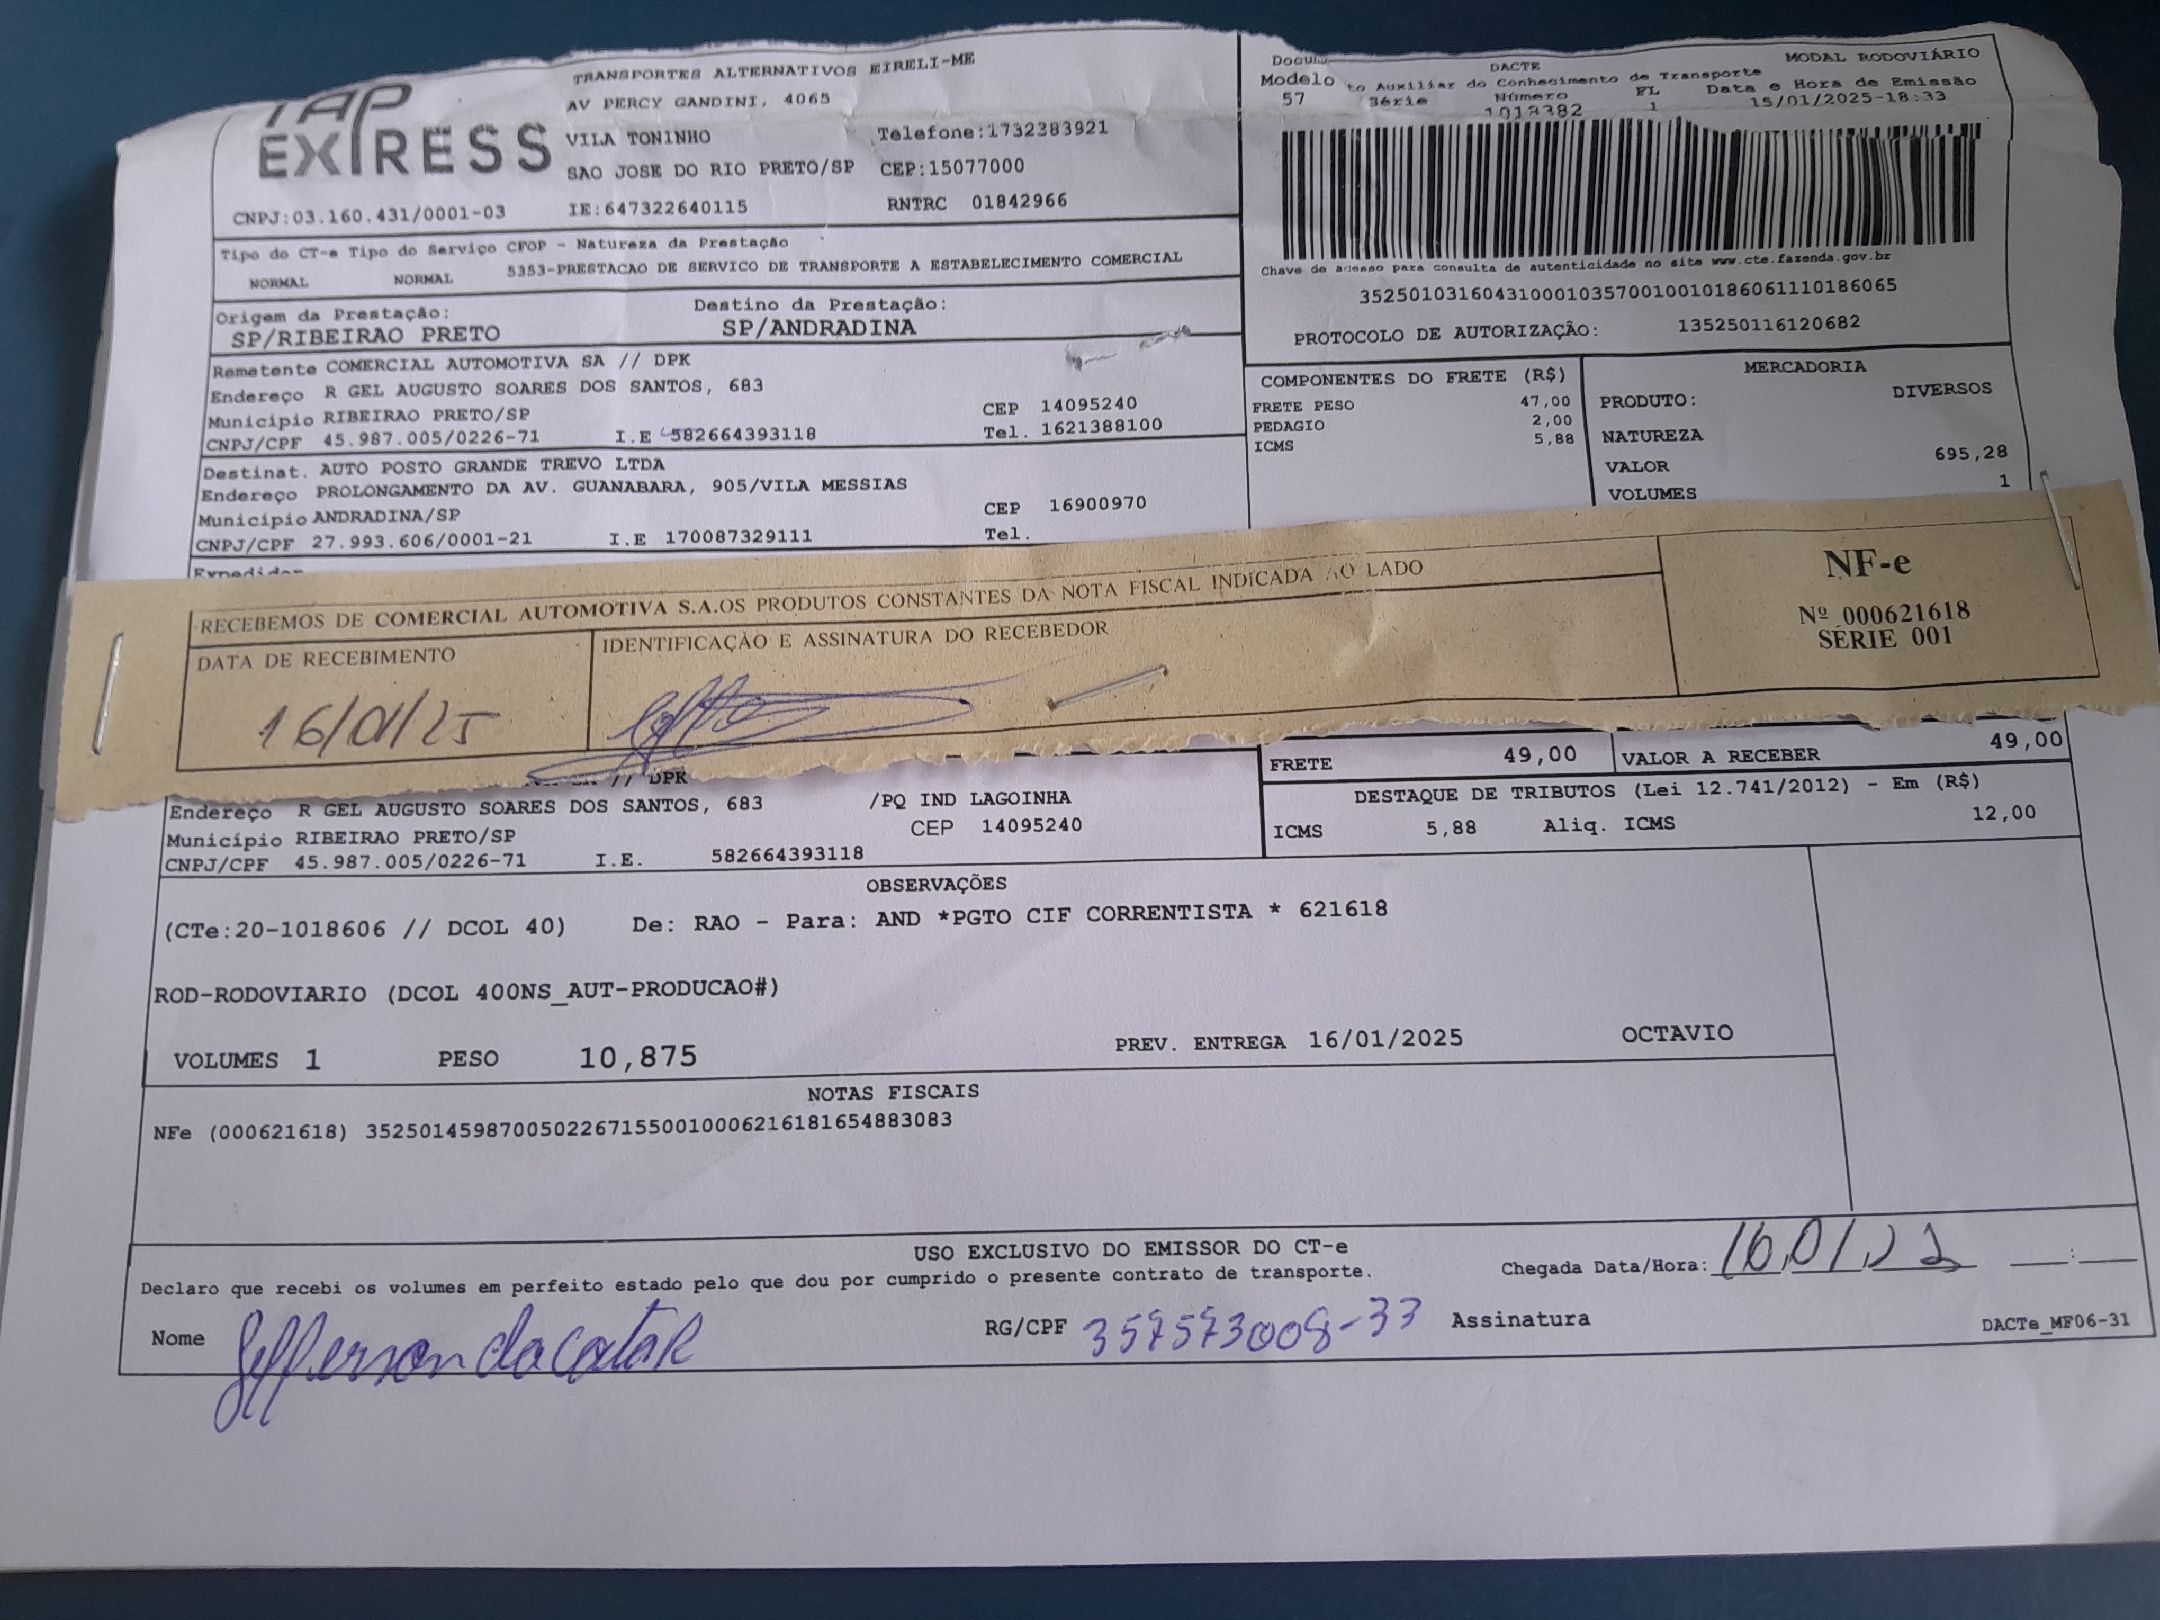 TAP
EXPRESS
TRANSPORTES ALTERNATIVOS EIRELI-ME
AV PERCY GANDINI, 4065
VILA TONINHO Telefone:1732383921
SAO JOSE DO RIO PRETO/SP CEP:15077000
CNPJ:03.160.431/0001-03 IE:647322640115 RNTRC 01842966
DACTE MODAL RODOVIÁRIO
to Auxiliar do Conhecimento de Transporte
Modelo Série Número FL Data e Hora de Emissão
57 1 15/01/2025-18:33
Chave de acesso para consulta de autenticidade no site www.cte.fazenda.gov.br
35250103160431000103570010010186061110186065
PROTOCOLO DE AUTORIZAÇÃO: 135250116120682
Tipo do CT-e Tipo do Serviço CFOP - Natureza da Prestação
NORMAL NORMAL 5353-PRESTACAO DE SERVICO DE TRANSPORTE A ESTABELECIMENTO COMERCIAL
Origem da Prestação: Destino da Prestação:
SP/RIBEIRAO PRETO SP/ANDRADINA
Remetente COMERCIAL AUTOMOTIVA SA // DPK
Endereço R GEL AUGUSTO SOARES DOS SANTOS, 683
Município RIBEIRAO PRETO/SP CEP 14095240
CNPJ/CPF 45.987.005/0226-71 I.E 582664393118 Tel. 1621388100
Destinat. AUTO POSTO GRANDE TREVO LTDA
Endereço PROLONGAMENTO DA AV. GUANABARA, 905/VILA MESSIAS
Município ANDRADINA/SP CEP 16900970
CNPJ/CPF 27.993.606/0001-21 I.E 170087329111 Tel.
COMPONENTES DO FRETE (R$)
FRETE PESO 47,00
PEDAGIO 2,00
ICMS 5,88
MERCADORIA
PRODUTO: DIVERSOS
NATUREZA
VALOR 695,28
VOLUMES 1
RECEBEMOS DE COMERCIAL AUTOMOTIVA S.A.OS PRODUTOS CONSTANTES DA NOTA FISCAL INDICADA AO LADO
DATA DE RECEBIMENTO IDENTIFICAÇÃO E ASSINATURA DO RECEBEDOR
16/01/25
NF-e
Nº 000621618
SÉRIE 001
// DPK
Endereço R GEL AUGUSTO SOARES DOS SANTOS, 683 /PQ IND LAGOINHA
Município RIBEIRAO PRETO/SP CEP 14095240
CNPJ/CPF 45.987.005/0226-71 I.E. 582664393118
FRETE 49,00 VALOR A RECEBER 49,00
DESTAQUE DE TRIBUTOS (Lei 12.741/2012) - Em (R$)
ICMS 5,88 Aliq. ICMS 12,00
OBSERVAÇÕES
(CTe:20-1018606 // DCOL 40) De: RAO - Para: AND *PGTO CIF CORRENTISTA * 621618
ROD-RODOVIARIO (DCOL 400NS_AUT-PRODUCAO#)
VOLUMES 1 PESO 10,875 PREV. ENTREGA 16/01/2025 OCTAVIO
NOTAS FISCAIS
NFe (000621618) 35250145987005022671550010006216181654883083
USO EXCLUSIVO DO EMISSOR DO CT-e
Declaro que recebi os volumes em perfeito estado pelo que dou por cumprido o presente contrato de transporte.
Chegada Data/Hora: 16 01
Nome Jefferson RG/CPF 357573008-33 Assinatura
DACTe_MF06-31